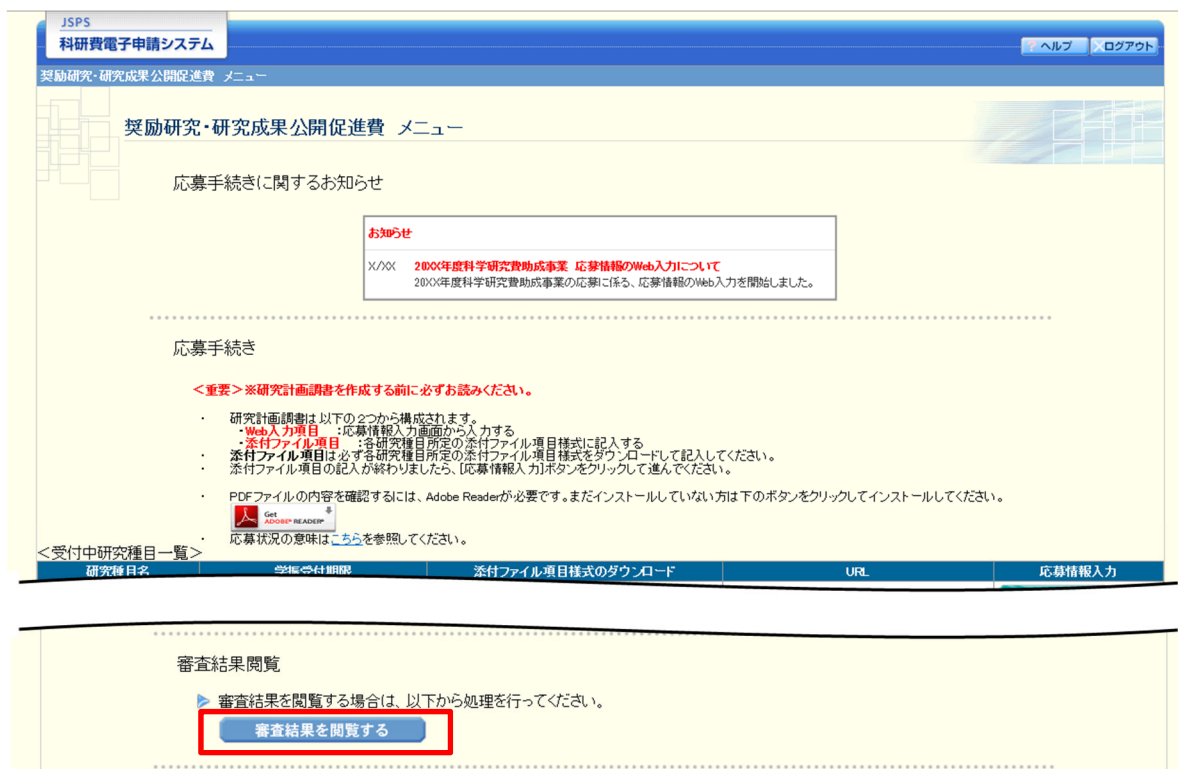 JSPS
科研費電子申請システム
? ヘルプ
ログアウト
奨励研究・研究成果公開促進費 メニュー
奨励研究・研究成果公開促進費 メニュー
応募手続きに関するお知らせ
お知らせ
X/XX 20XX年度科学研究費助成事業 応募情報のWeb入力について
20XX年度科学研究費助成事業の応募に係る、応募情報のWeb入力を開始しました。
応募手続き
<重要>※研究計画調書を作成する前に必ずお読みください。
・ 研究計画調書は以下の2つから構成されます。
・Web入力項目 :応募情報入力画面から入力する
・添付ファイル項目 :各研究種目所定の添付ファイル項目様式に記入する
・ 添付ファイル項目は必ず各研究種目所定の添付ファイル項目様式をダウンロードして記入してください。
・ 添付ファイル項目の記入が終わりましたら、[応募情報入力]ボタンをクリックして進んでください。
・ PDFファイルの内容を確認するには、Adobe Readerが必要です。まだインストールしていない方は下のボタンをクリックしてインストールしてください。
Get
ADOBE® READER®
・ 応募状況の意味はこちらを参照してください。
<受付中研究種目一覧>
研究種目名 学振受付期限 添付ファイル項目様式のダウンロード URL 応募情報入力
審査結果閲覧
審査結果を閲覧する場合は、以下から処理を行ってください。
審査結果を閲覧する